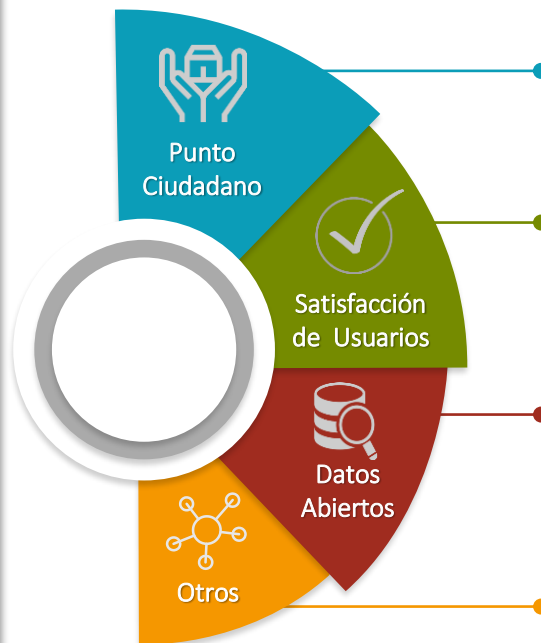 Punto
Ciudadano
Satisfacción
de Usuarios
Datos
Abiertos
Otros